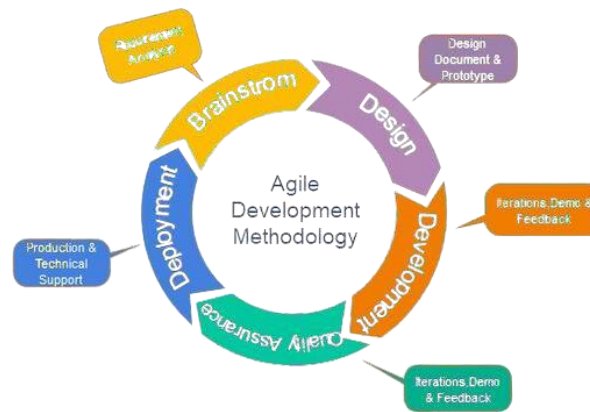 Analysis
Brainstrom
Design
Document &
Prototype
Design
Agile
Development
Methodology
Iterations,Demo &
Feedback
Development
Production &
Technical
Support
Deployment
Quality Assurance
Iterations,Demo
& Feedback